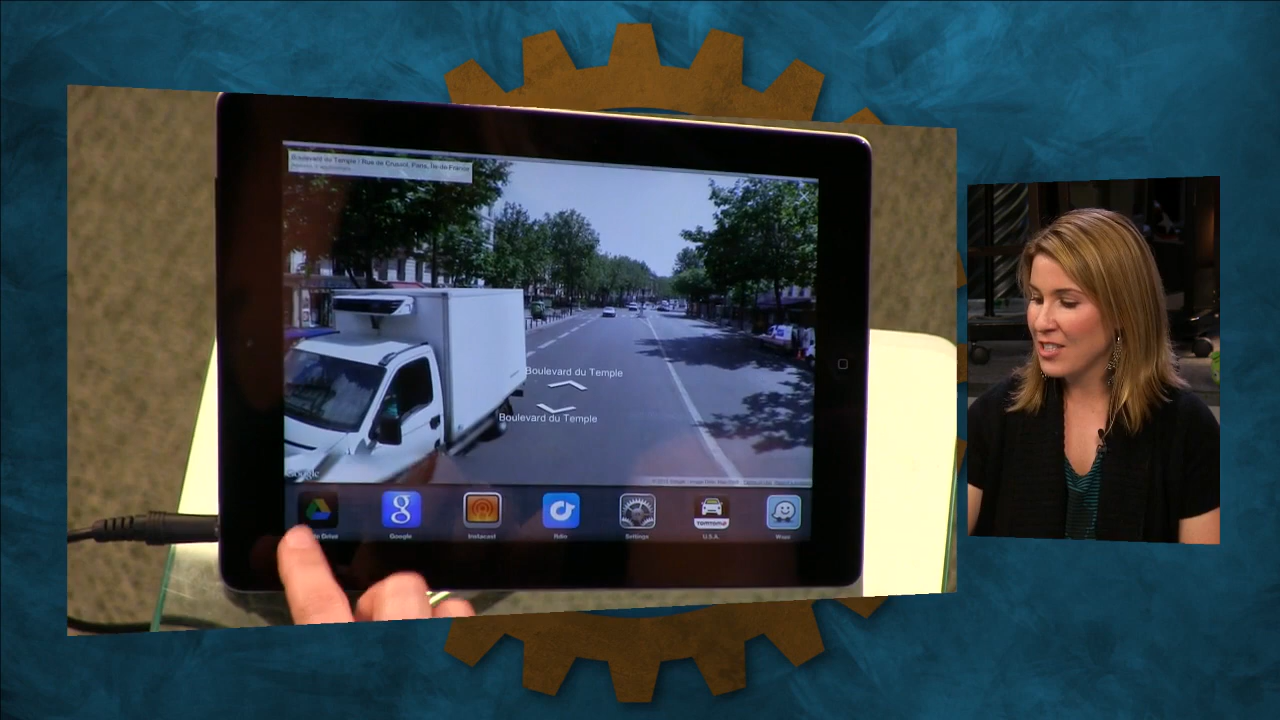 Boulevard du Temple / Rue de Crussol, Paris, Île-de-France
Boulevard du Temple
Boulevard du Temple
Google
Drive
Google
Instacast
Rdio
Settings
TOMTOM
U.S.A.
Waze